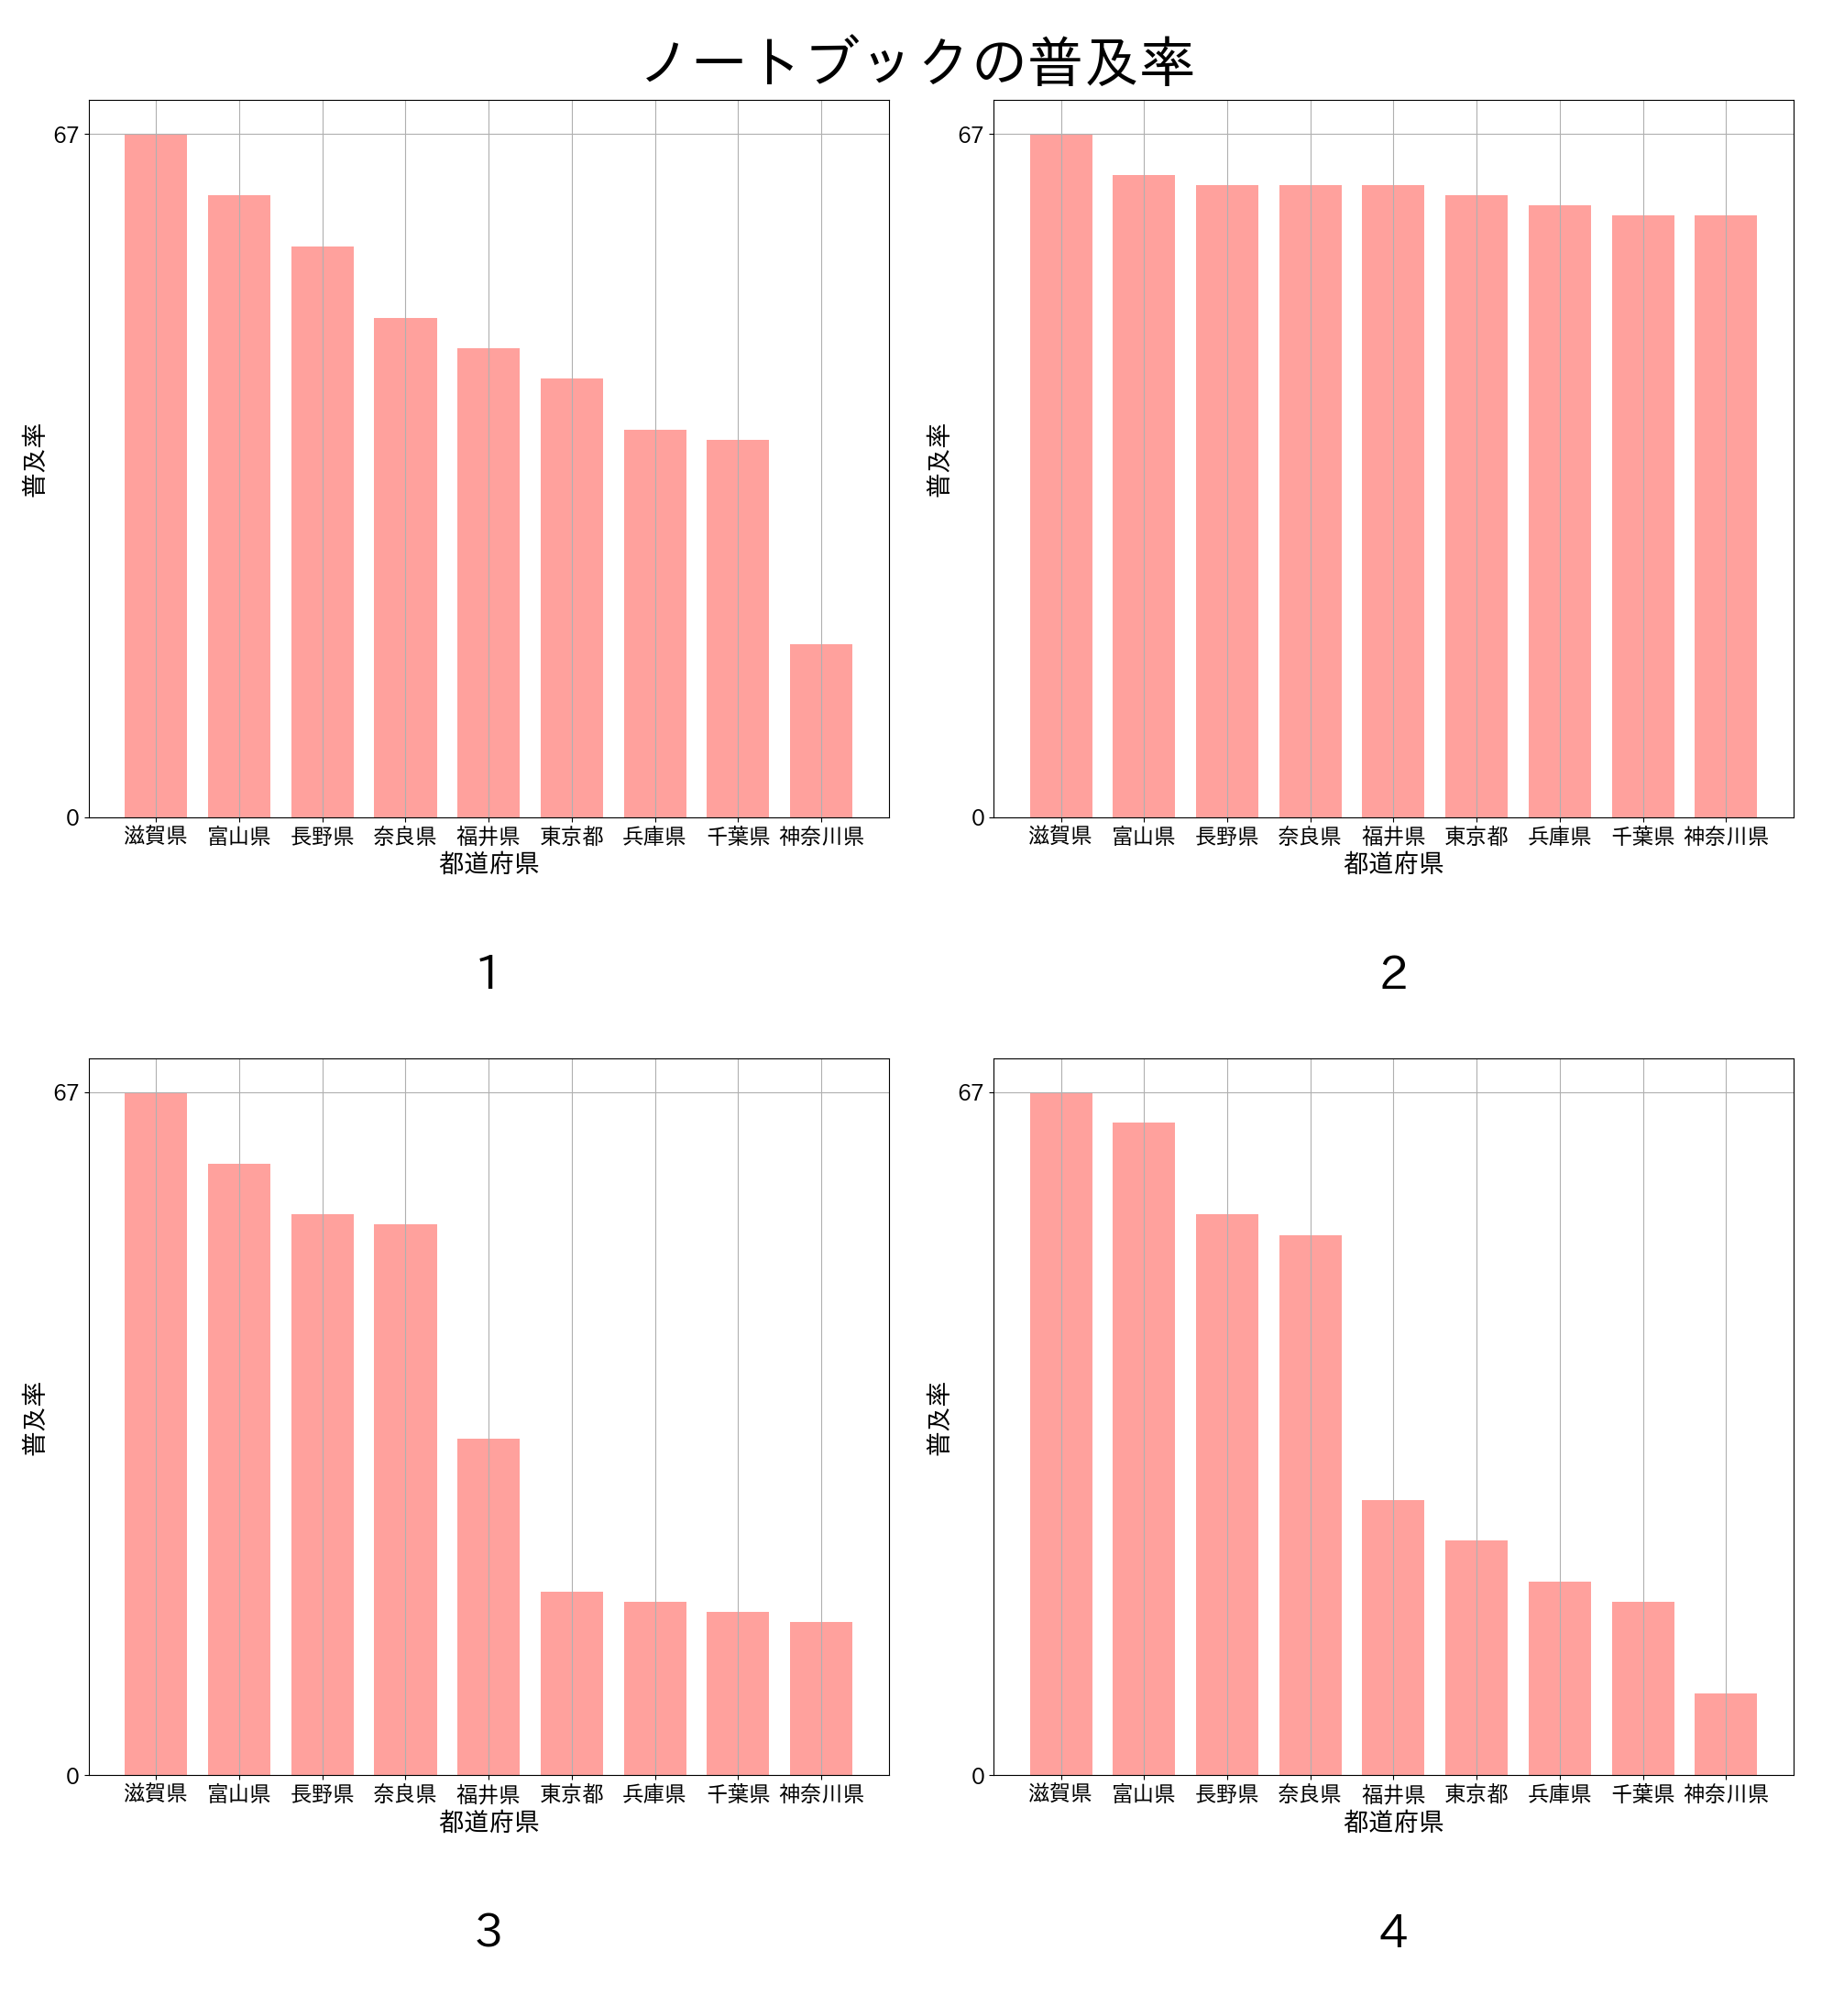 ノートブックの普及率
67
0
普及率
滋賀県 富山県 長野県 奈良県 福井県 東京都 兵庫県 千葉県 神奈川県
都道府県
1
67
0
普及率
滋賀県 富山県 長野県 奈良県 福井県 東京都 兵庫県 千葉県 神奈川県
都道府県
2
67
0
普及率
滋賀県 富山県 長野県 奈良県 福井県 東京都 兵庫県 千葉県 神奈川県
都道府県
3
67
0
普及率
滋賀県 富山県 長野県 奈良県 福井県 東京都 兵庫県 千葉県 神奈川県
都道府県
4